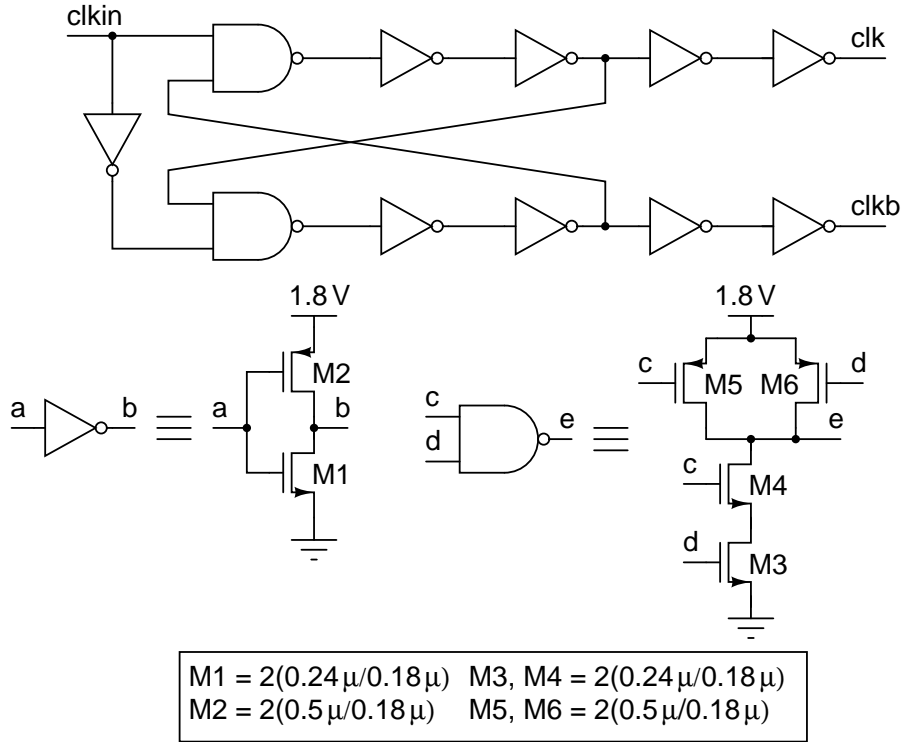 clkin
clk
clkb
1.8 V
1.8 V
c
M5
M6
d
a
b
a
M2
b
c
d
e
e
M1
c
M4
d
M3
M1 = 2(0.24 μ/0.18 μ) M3, M4 = 2(0.24 μ/0.18 μ)
M2 = 2(0.5 μ/0.18 μ) M5, M6 = 2(0.5 μ/0.18 μ)